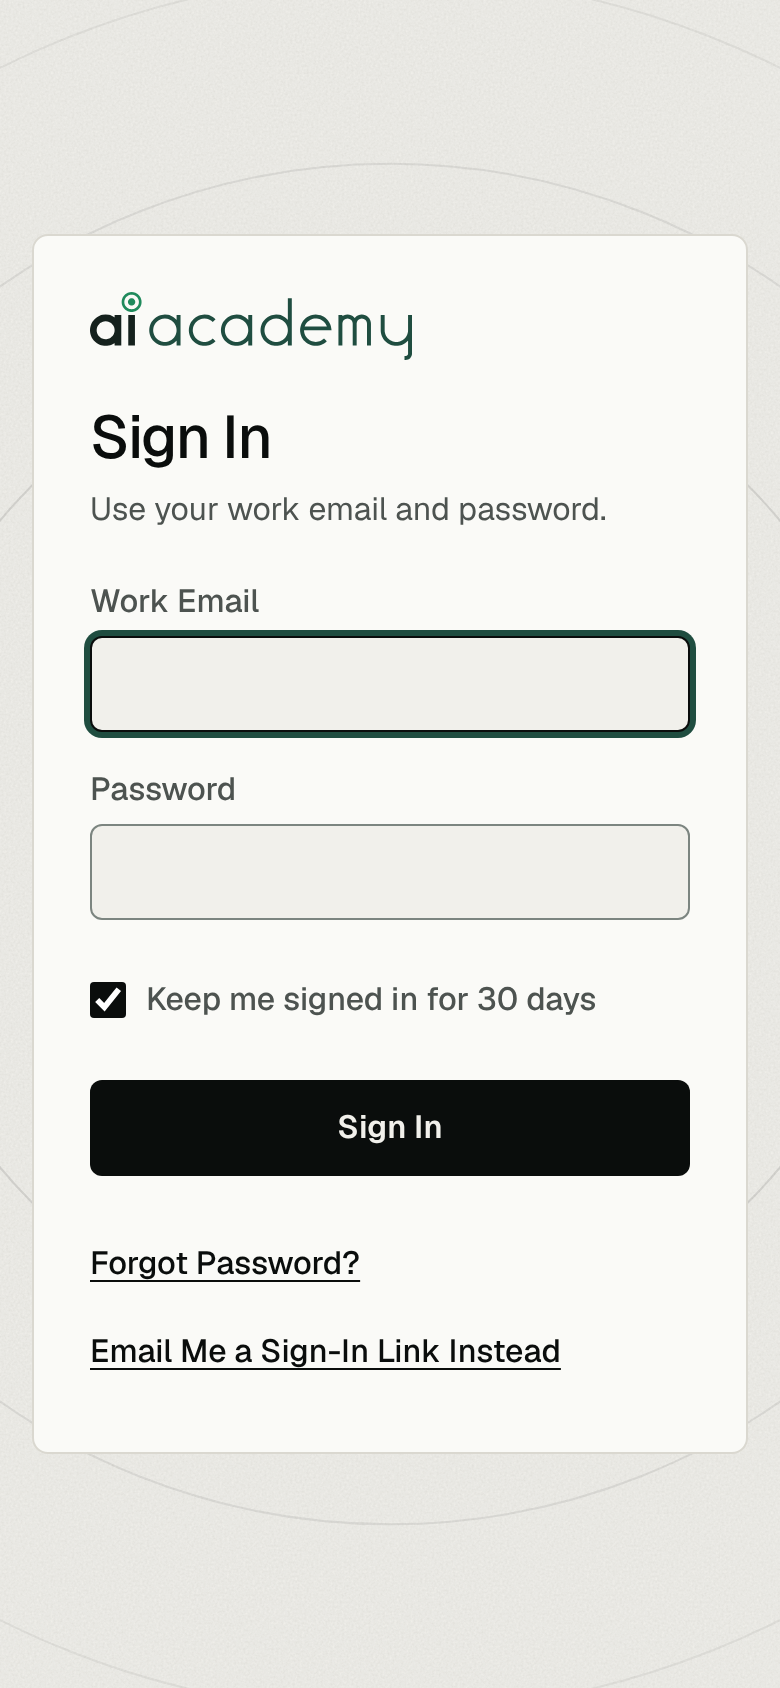 ai academy
Sign In
Use your work email and password.
Work Email
Password
Keep me signed in for 30 days
Sign In
Forgot Password?
Email Me a Sign-In Link Instead